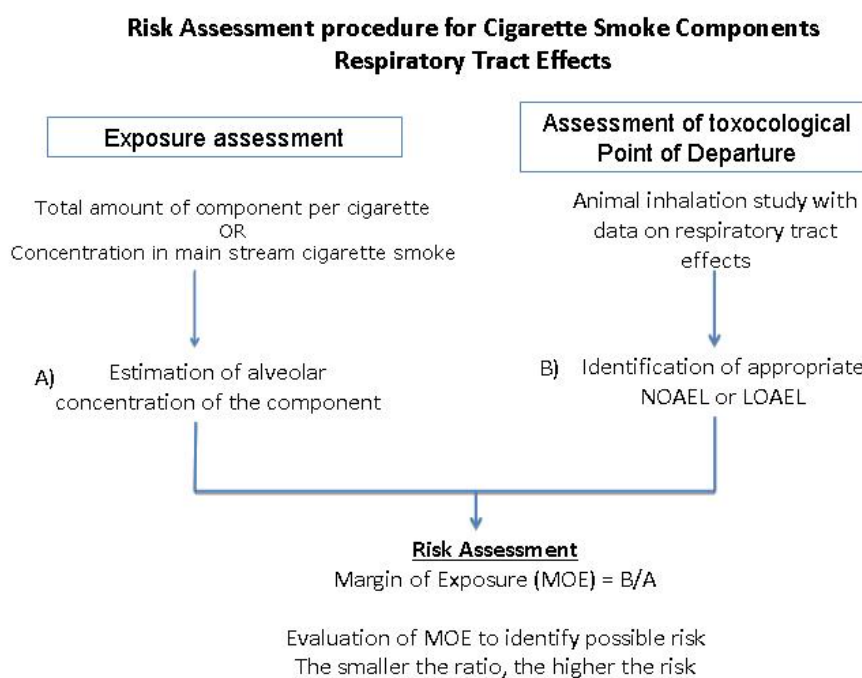 Risk Assessment procedure for Cigarette Smoke Components
Respiratory Tract Effects
Exposure assessment
Total amount of component per cigarette
OR
Concentration in main stream cigarette smoke
A) Estimation of alveolar
concentration of the component
Assessment of toxocological
Point of Departure
Animal inhalation study with
data on respiratory tract
effects
B) Identification of appropriate
NOAEL or LOAEL
Risk Assessment
Margin of Exposure (MOE) = B/A
Evaluation of MOE to identify possible risk
The smaller the ratio, the higher the risk